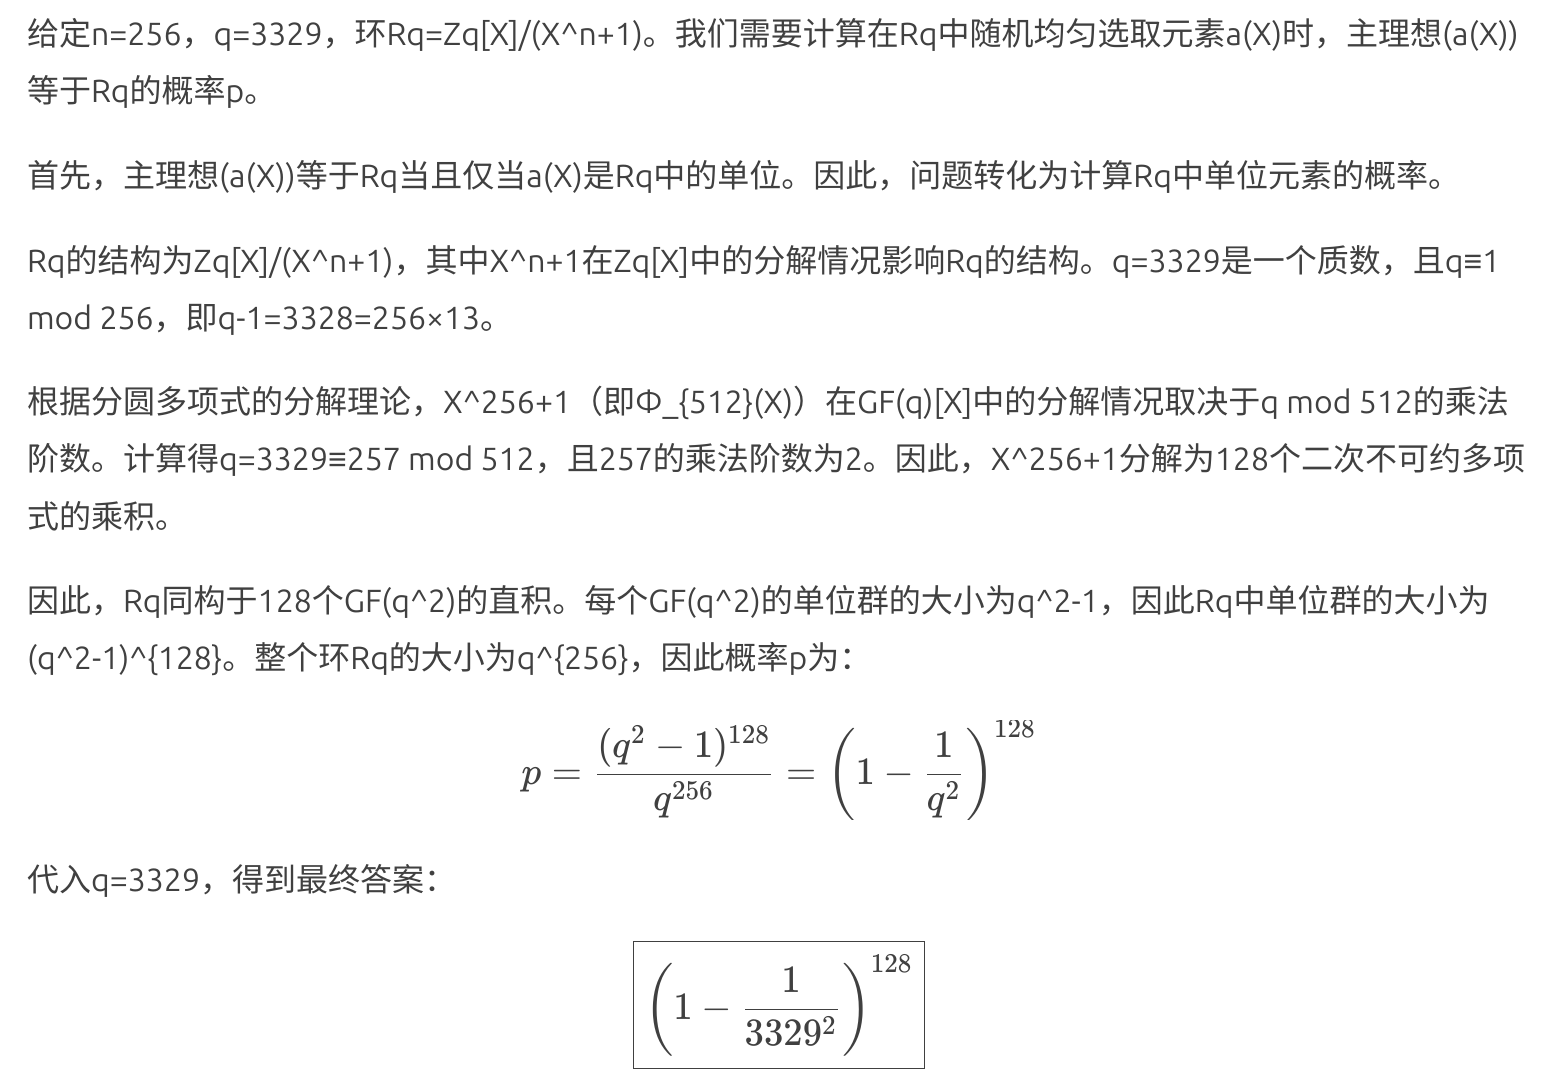 给定n=256，q=3329，环Rq=Zq[X]/(X^n+1)。我们需要计算在Rq中随机均匀选取元素a(X)时，主理想(a(X))
等于Rq的概率p。
首先，主理想(a(X))等于Rq当且仅当a(X)是Rq中的单位。因此，问题转化为计算Rq中单位元素的概率。
Rq的结构为Zq[X]/(X^n+1)，其中X^n+1在Zq[X]中的分解情况影响Rq的结构。q=3329是一个质数，且q≡1
mod 256，即q-1=3328=256×13。
根据分圆多项式的分解理论，X^256+1（即Φ_{512}(X)）在GF(q)[X]中的分解情况取决于q mod 512的乘法
阶数。计算得q=3329≡257 mod 512，且257的乘法阶数为2。因此，X^256+1分解为128个二次不可约多项
式的乘积。
因此，Rq同构于128个GF(q^2)的直积。每个GF(q^2)的单位群的大小为q^2-1，因此Rq中单位群的大小为
(q^2-1)^{128}。整个环Rq的大小为q^{256}，因此概率p为：
p = \frac{(q^2 - 1)^{128}}{q^{256}} = \left(1 - \frac{1}{q^2}\right)^{128}
代入q=3329，得到最终答案：
\left(1 - \frac{1}{3329^2}\right)^{128}